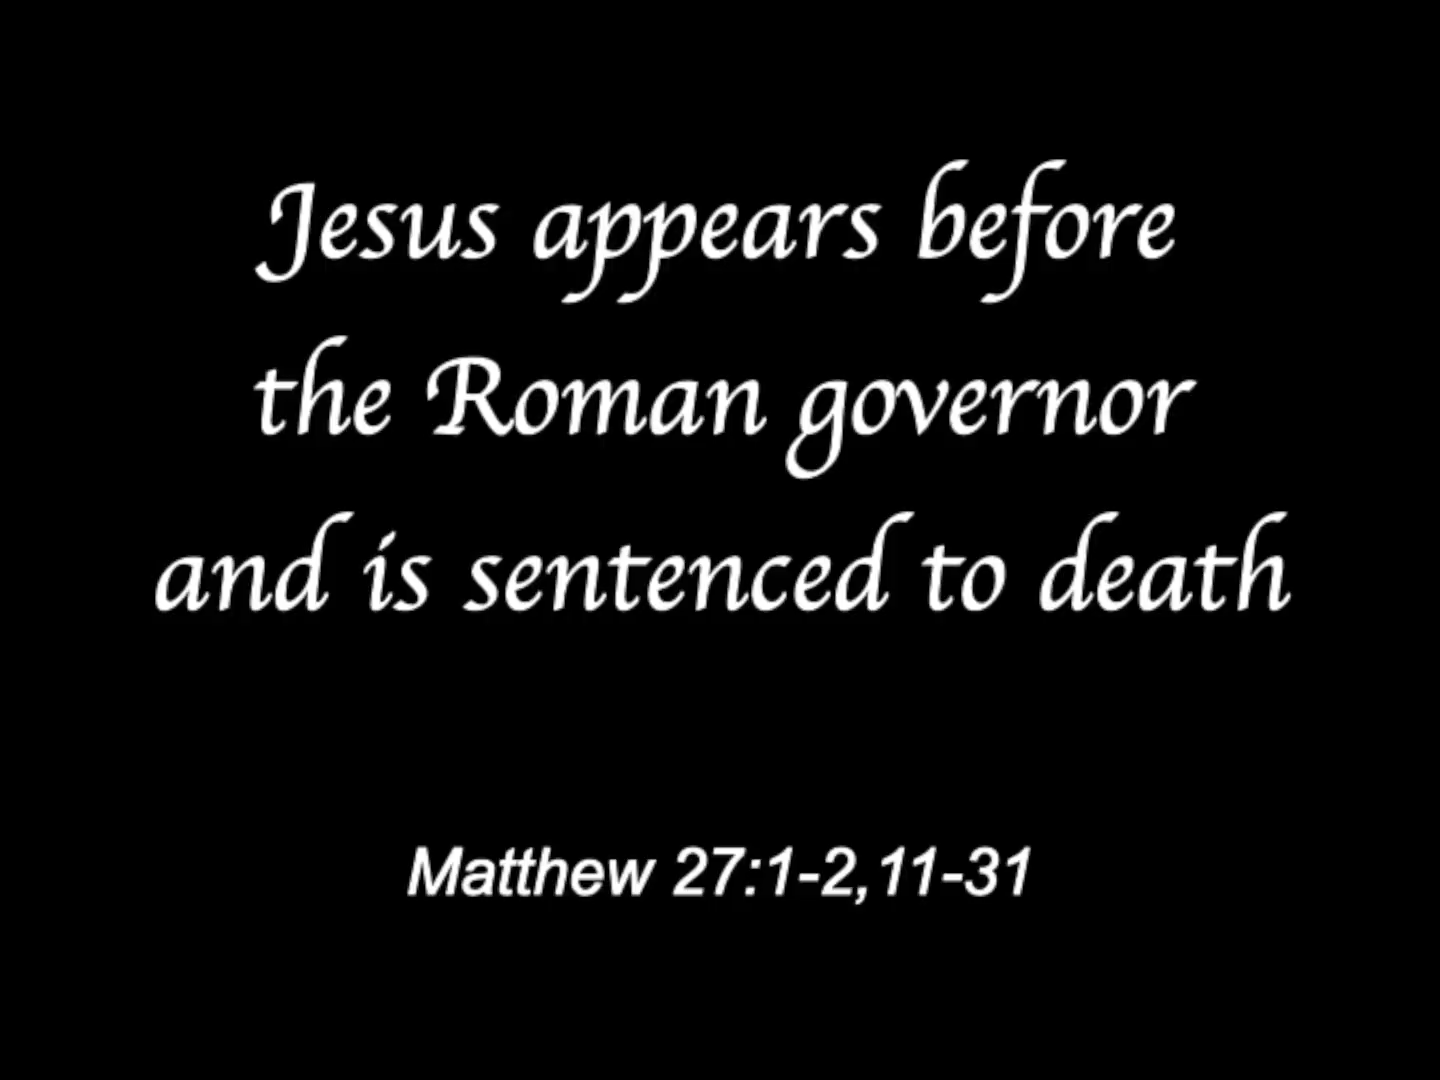 Jesus appears before
the Roman governor
and is sentenced to death
Matthew 27:1-2,11-31